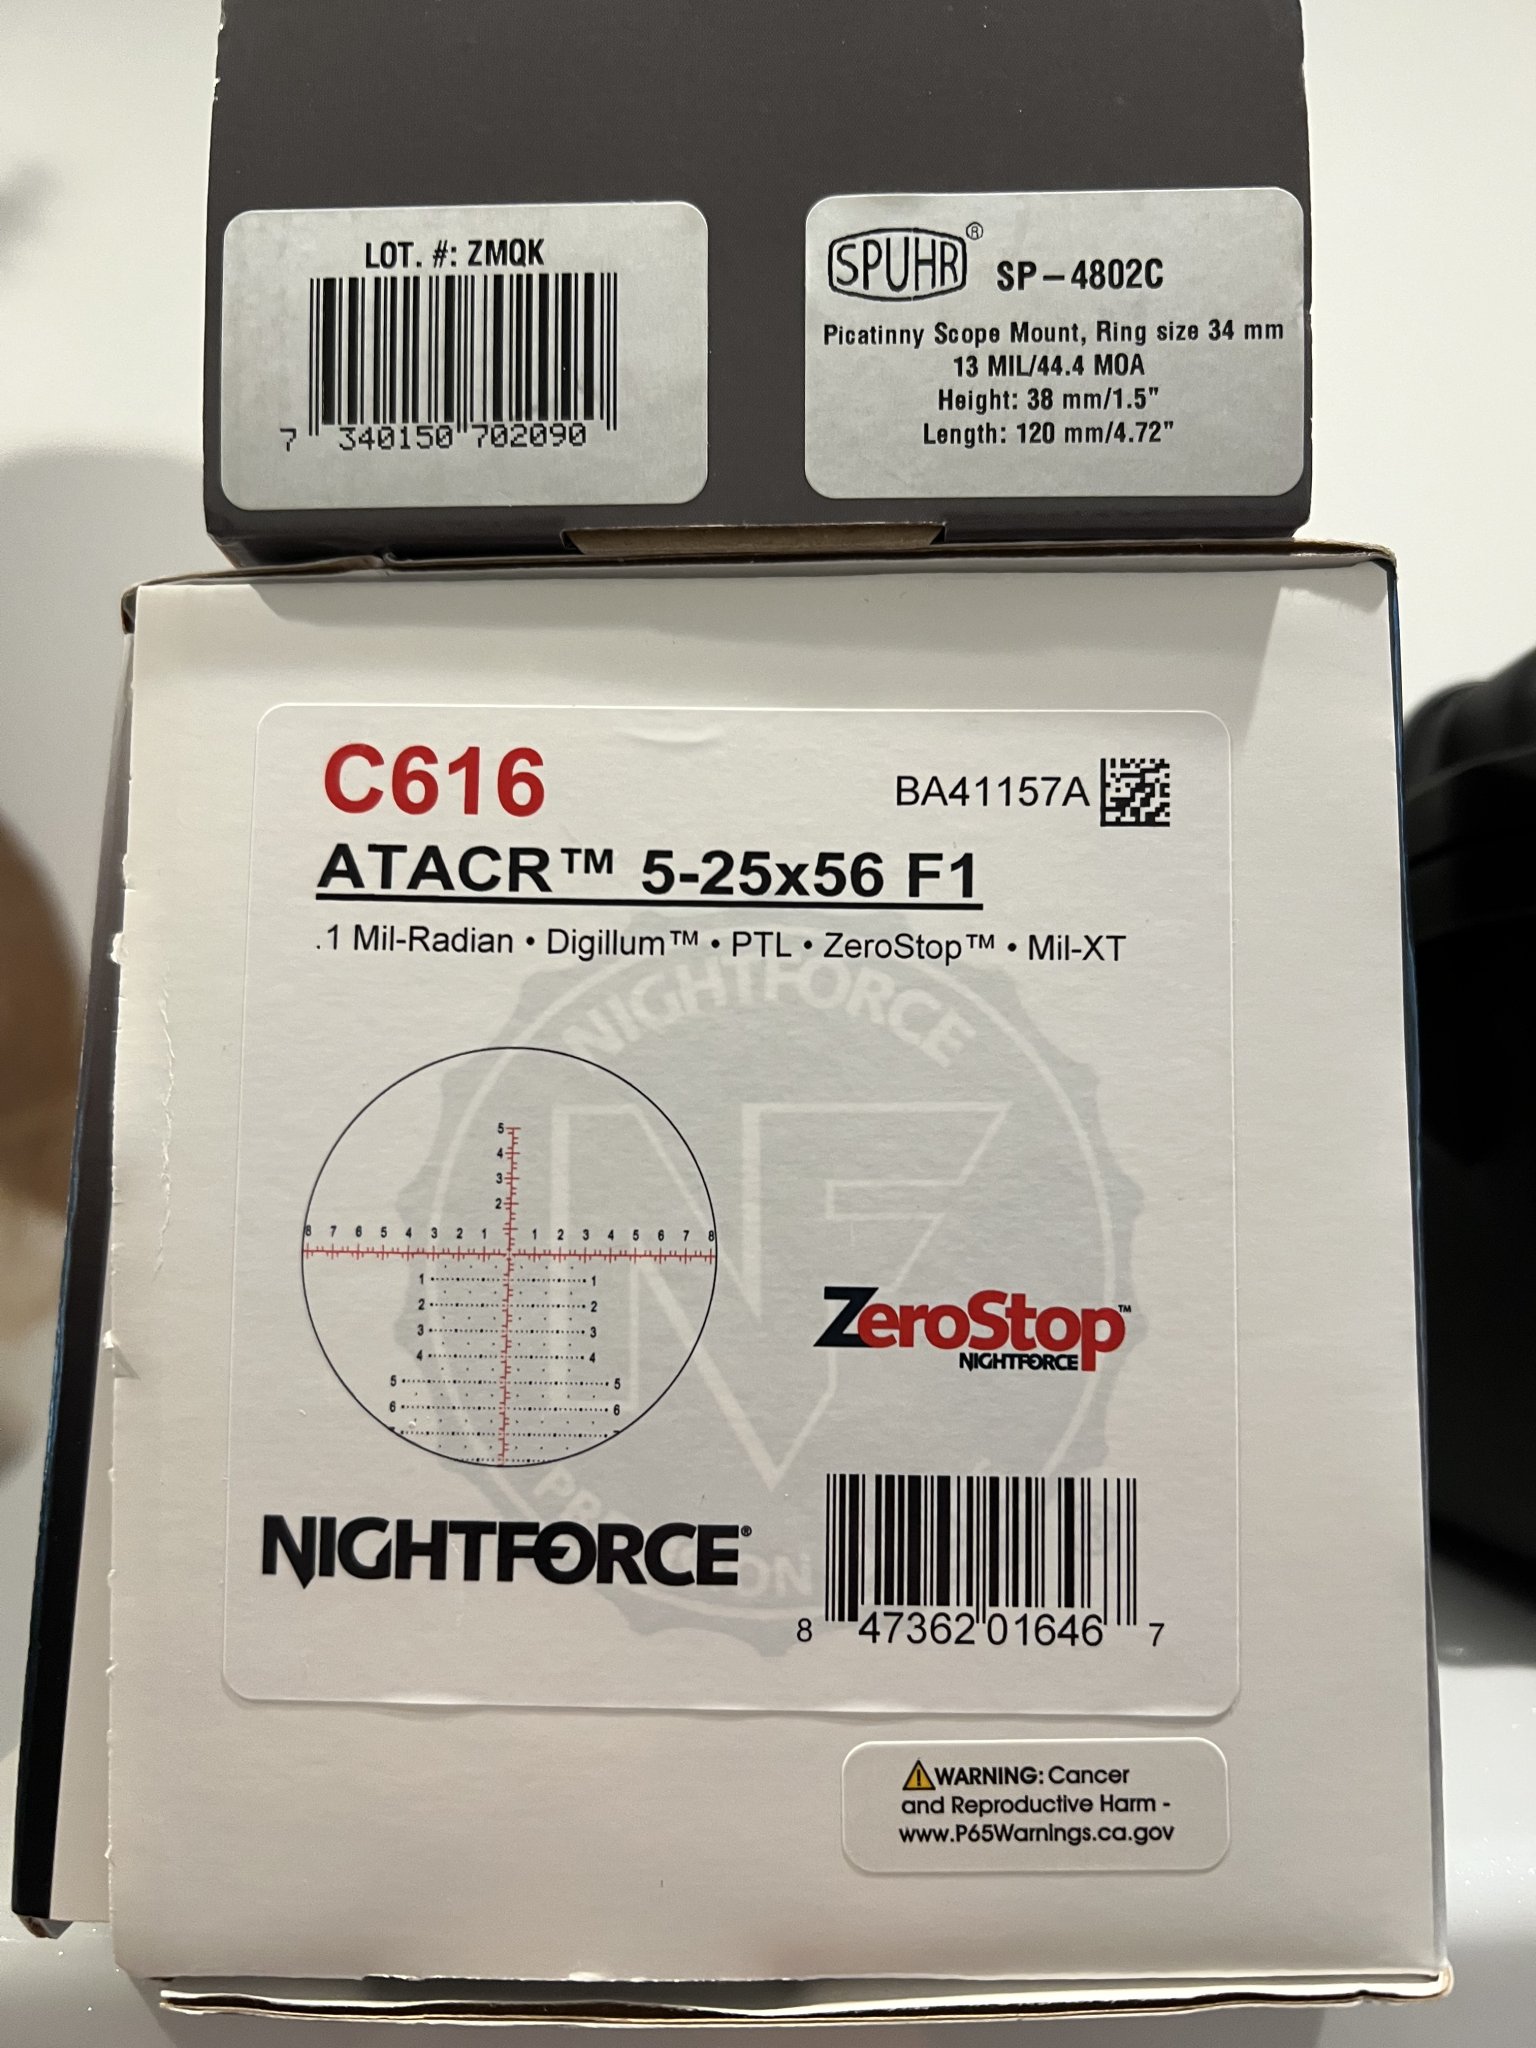 LOT. #: ZMQK
7 340150 702090
SPUHR® SP-4802C
Picatinny Scope Mount, Ring size 34 mm
13 MIL/44.4 MOA
Height: 38 mm/1.5"
Length: 120 mm/4.72"
C616
BA41157A
ATACR™ 5-25x56 F1
.1 Mil-Radian • Digillum™ • PTL • ZeroStop™ • Mil-XT
NIGHTFORCE
NF
5
4
3
2
8 7 6 5 4 3 2 1 1 2 3 4 5 6 7 8
1 1
2 2
3 3
4 4
5 5
6 6
ZeroStop™
NIGHTFORCE
NIGHTFORCE®
8 47362 01646 7
⚠WARNING: Cancer
and Reproductive Harm -
www.P65Warnings.ca.gov